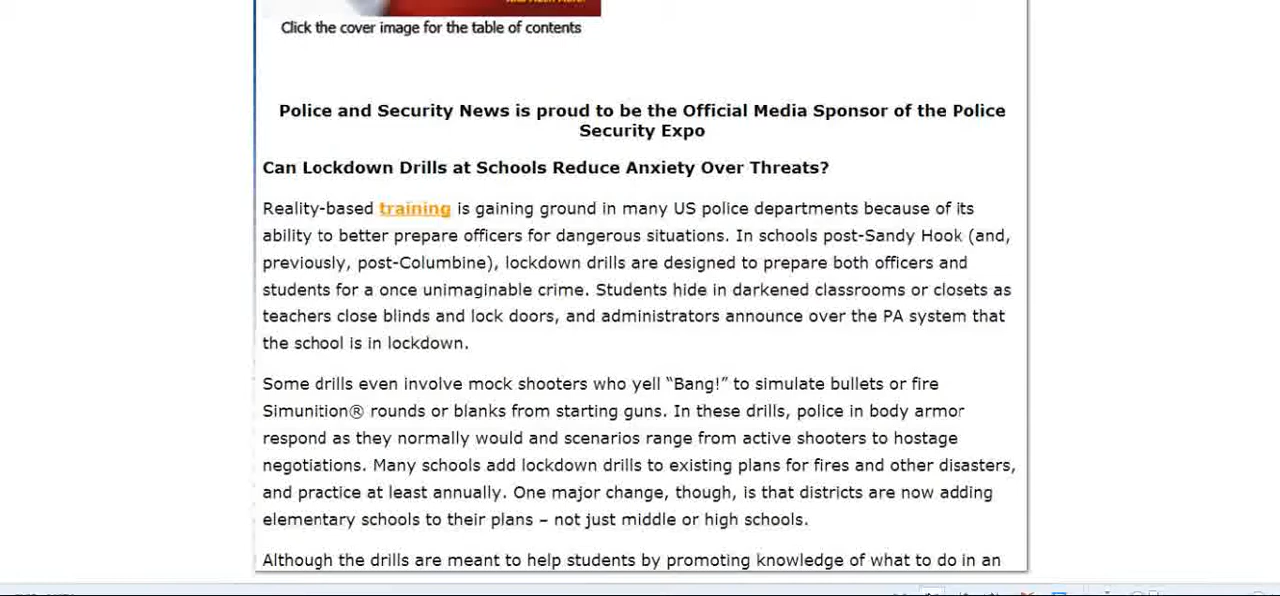 Click the cover image for the table of contents
Police and Security News is proud to be the Official Media Sponsor of the Police
Security Expo
Can Lockdown Drills at Schools Reduce Anxiety Over Threats?
Reality-based training is gaining ground in many US police departments because of its
ability to better prepare officers for dangerous situations. In schools post-Sandy Hook (and,
previously, post-Columbine), lockdown drills are designed to prepare both officers and
students for a once unimaginable crime. Students hide in darkened classrooms or closets as
teachers close blinds and lock doors, and administrators announce over the PA system that
the school is in lockdown.
Some drills even involve mock shooters who yell “Bang!” to simulate bullets or fire
Simunition® rounds or blanks from starting guns. In these drills, police in body armor
respond as they normally would and scenarios range from active shooters to hostage
negotiations. Many schools add lockdown drills to existing plans for fires and other disasters,
and practice at least annually. One major change, though, is that districts are now adding
elementary schools to their plans – not just middle or high schools.
Although the drills are meant to help students by promoting knowledge of what to do in an